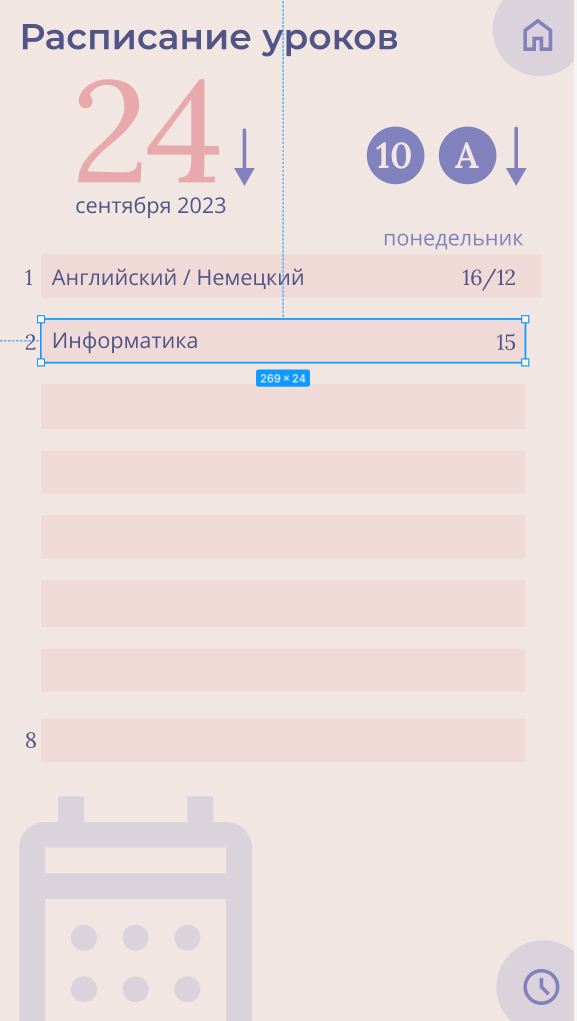 Расписание уроков
24
10 А
сентября 2023
понедельник
1 Английский / Немецкий 16/12
2 Информатика 15
269 × 24
8